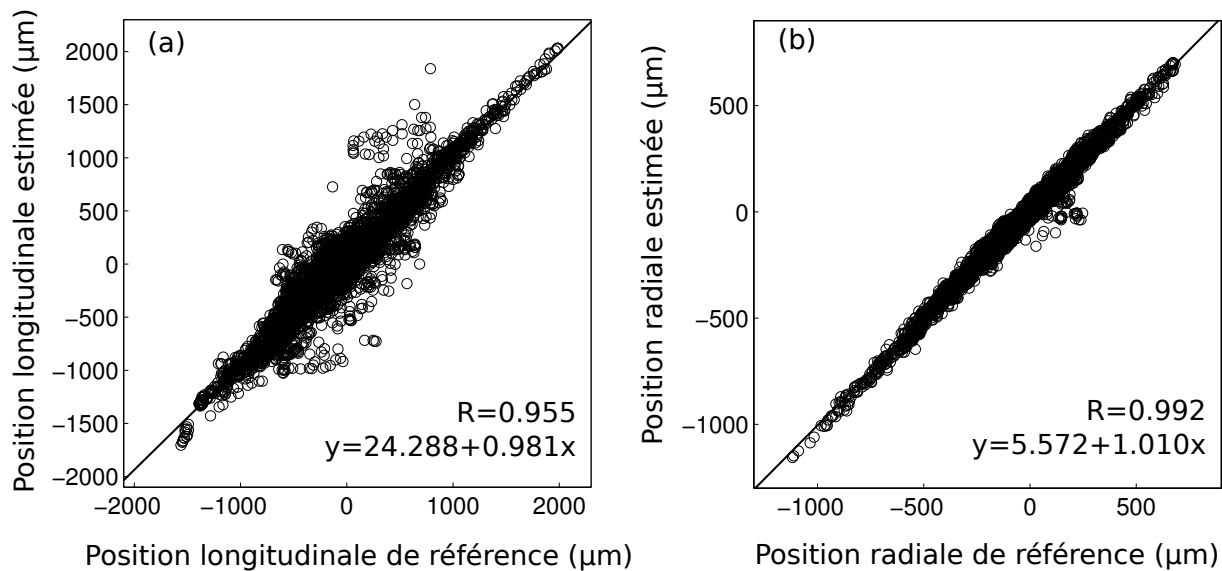 (a)
Position longitudinale estimée (µm)
2000
1500
1000
500
0
−500
−1000
−1500
−2000
R=0.955
y=24.288+0.981x
−2000 −1000 0 1000 2000
Position longitudinale de référence (µm)
(b)
Position radiale estimée (µm)
500
0
−500
−1000
R=0.992
y=5.572+1.010x
−1000 −500 0 500
Position radiale de référence (µm)